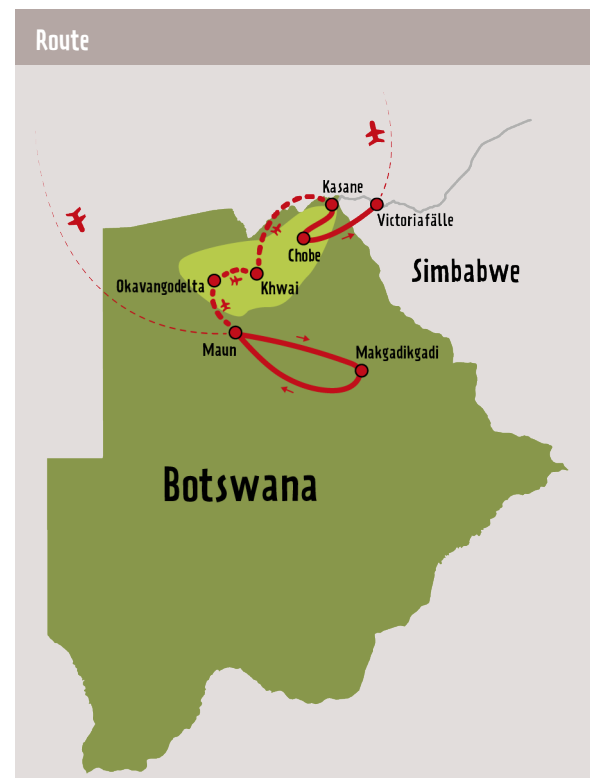 Route
Kasane
Victoriafälle
Chobe
Simbabwe
Okavangodelta
Khwai
Maun
Makgadikgadi
Botswana